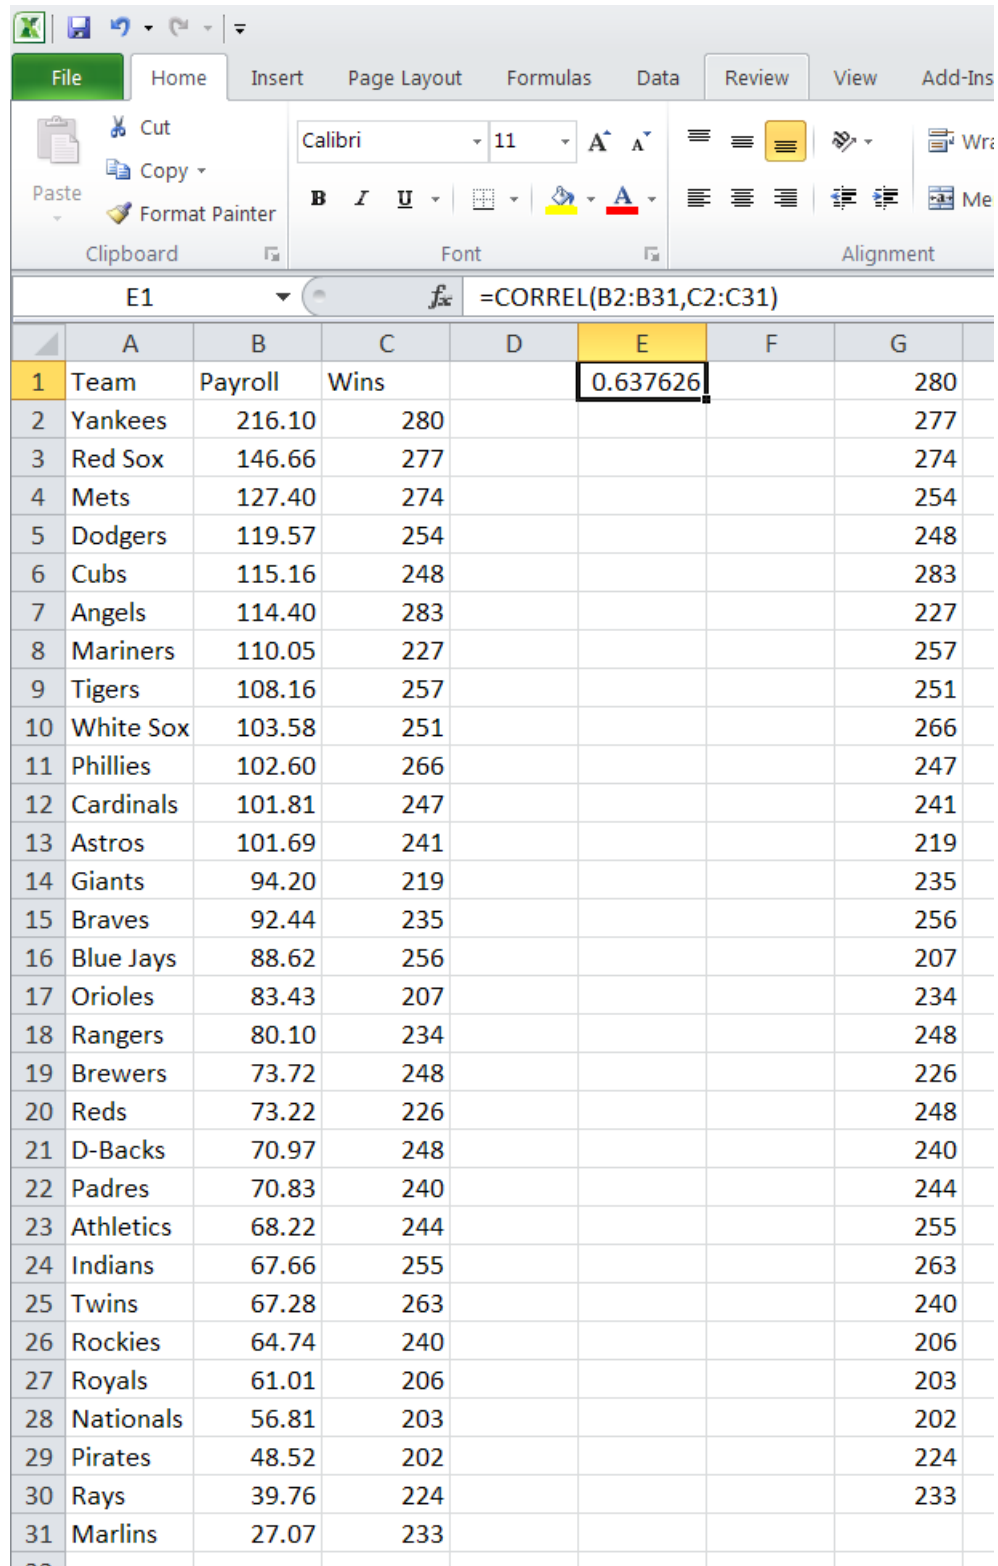 File Home Insert Page Layout Formulas Data Review View Add-Ins
Cut
Copy
Format Painter
Paste
Clipboard
Calibri 11 A A
B I U A
Font
Wra
Me
Alignment
E1 fx =CORREL(B2:B31,C2:C31)
A B C D E F G
1 Team Payroll Wins 0.637626 280
2 Yankees 216.10 280 277
3 Red Sox 146.66 277 274
4 Mets 127.40 274 254
5 Dodgers 119.57 254 248
6 Cubs 115.16 248 283
7 Angels 114.40 283 227
8 Mariners 110.05 227 257
9 Tigers 108.16 257 251
10 White Sox 103.58 251 266
11 Phillies 102.60 266 247
12 Cardinals 101.81 247 241
13 Astros 101.69 241 219
14 Giants 94.20 219 235
15 Braves 92.44 235 256
16 Blue Jays 88.62 256 207
17 Orioles 83.43 207 234
18 Rangers 80.10 234 248
19 Brewers 73.72 248 226
20 Reds 73.22 226 248
21 D-Backs 70.97 248 240
22 Padres 70.83 240 244
23 Athletics 68.22 244 255
24 Indians 67.66 255 263
25 Twins 67.28 263 240
26 Rockies 64.74 240 206
27 Royals 61.01 206 203
28 Nationals 56.81 203 202
29 Pirates 48.52 202 224
30 Rays 39.76 224 233
31 Marlins 27.07 233